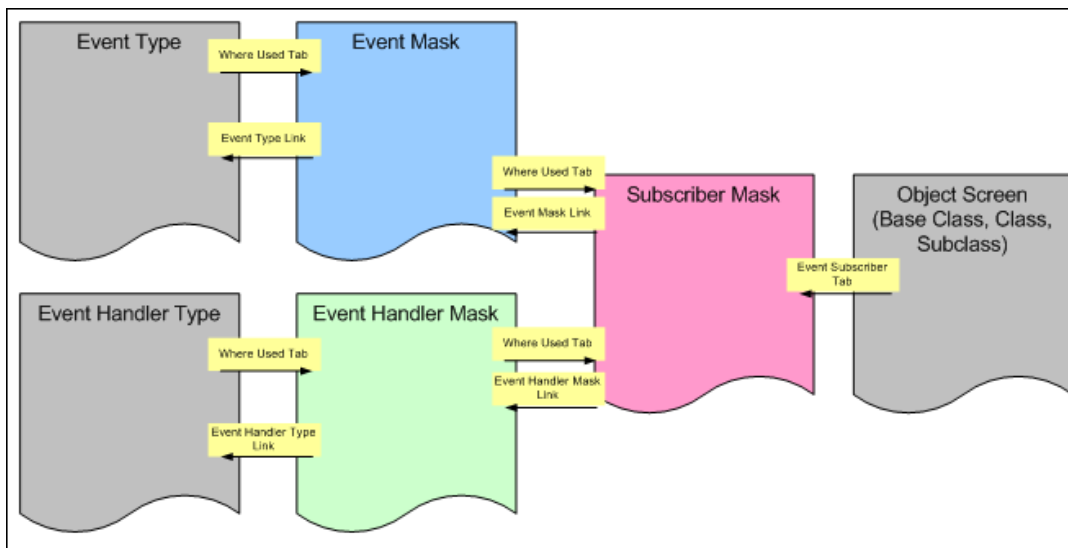 Event Type
Where Used Tab
Event Type Link
Event Mask
Where Used Tab
Event Mask Link
Subscriber Mask
Event Subscriber
Tab
Object Screen
(Base Class, Class,
Subclass)
Event Handler Type
Where Used Tab
Event Handler Type
Link
Event Handler Mask
Where Used Tab
Event Handler Mask
Link